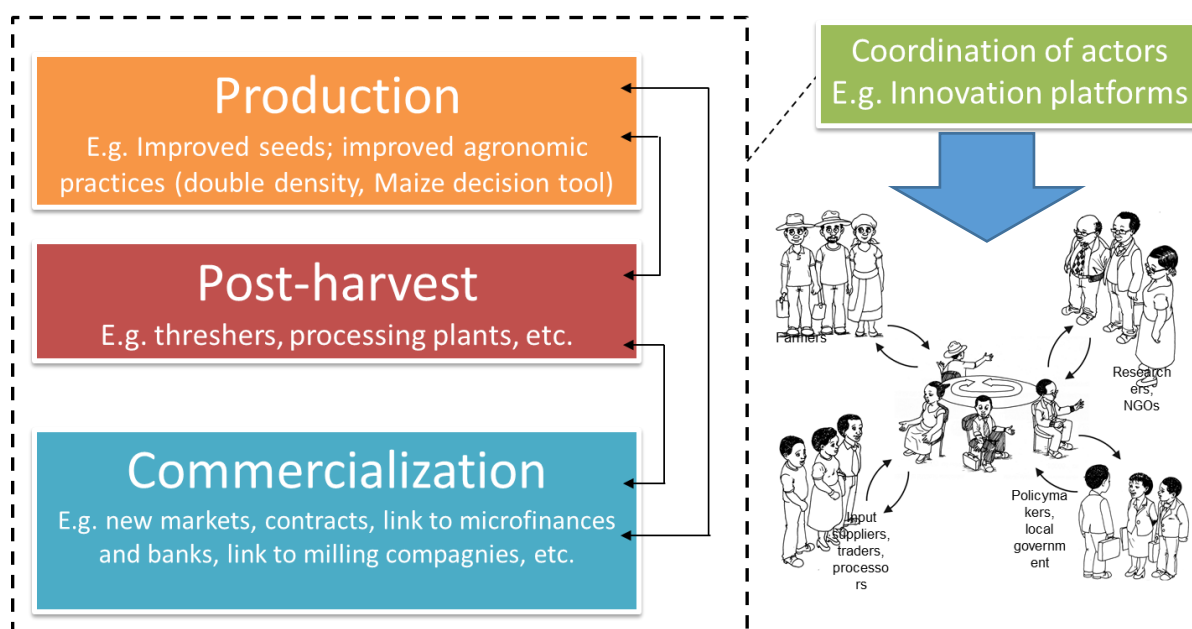 Production
E.g. Improved seeds; improved agronomic
practices (double density, Maize decision tool)
Post-harvest
E.g. threshers, processing plants, etc.
Commercialization
E.g. new markets, contracts, link to microfinances
and banks, link to milling compagnies, etc.
Coordination of actors
E.g. Innovation platforms
Farmers
Research
ers,
NGOs
Input
suppliers,
traders,
processo
rs
Policyma
kers,
local
governm
ent